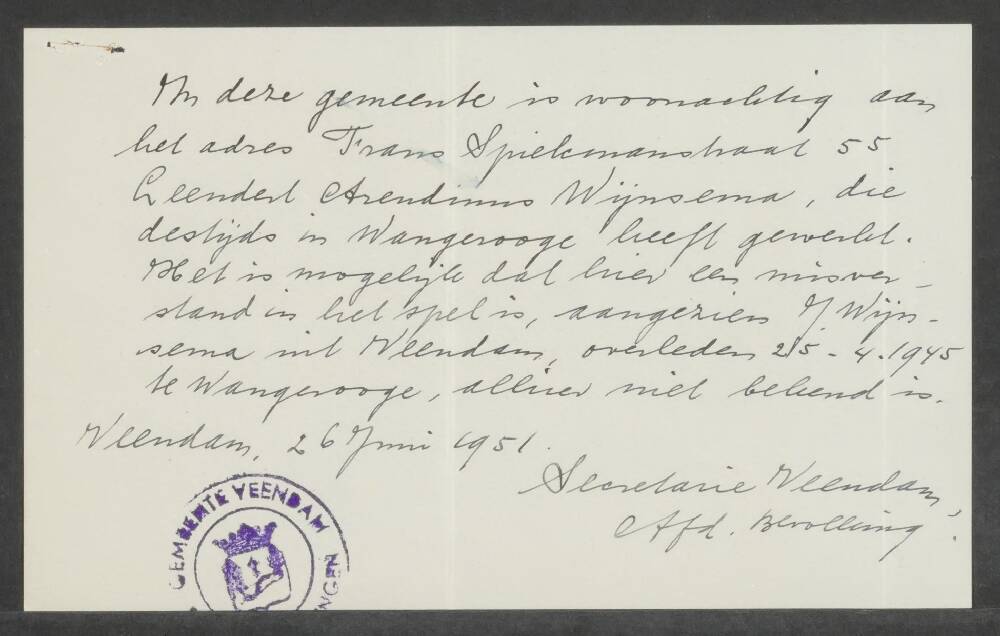 In deze gemeente is woonachtig aan
het adres Frans Spiekmanstraat 55
Leendert Arendinus Wijnsema, die
destijds in Wangerooge heeft gewerkt.
Het is mogelijk dat hier een misver-
stand in het spel is, aangezien J Wijn-
sema uit Veendam, overleden 25-4-1945
te Wangerooge, alhier niet bekend is.
Veendam, 26 Juni 1951.
Secretarie Veendam,
Afd. Bevolking.
GEMEENTE VEENDAM
NGEN